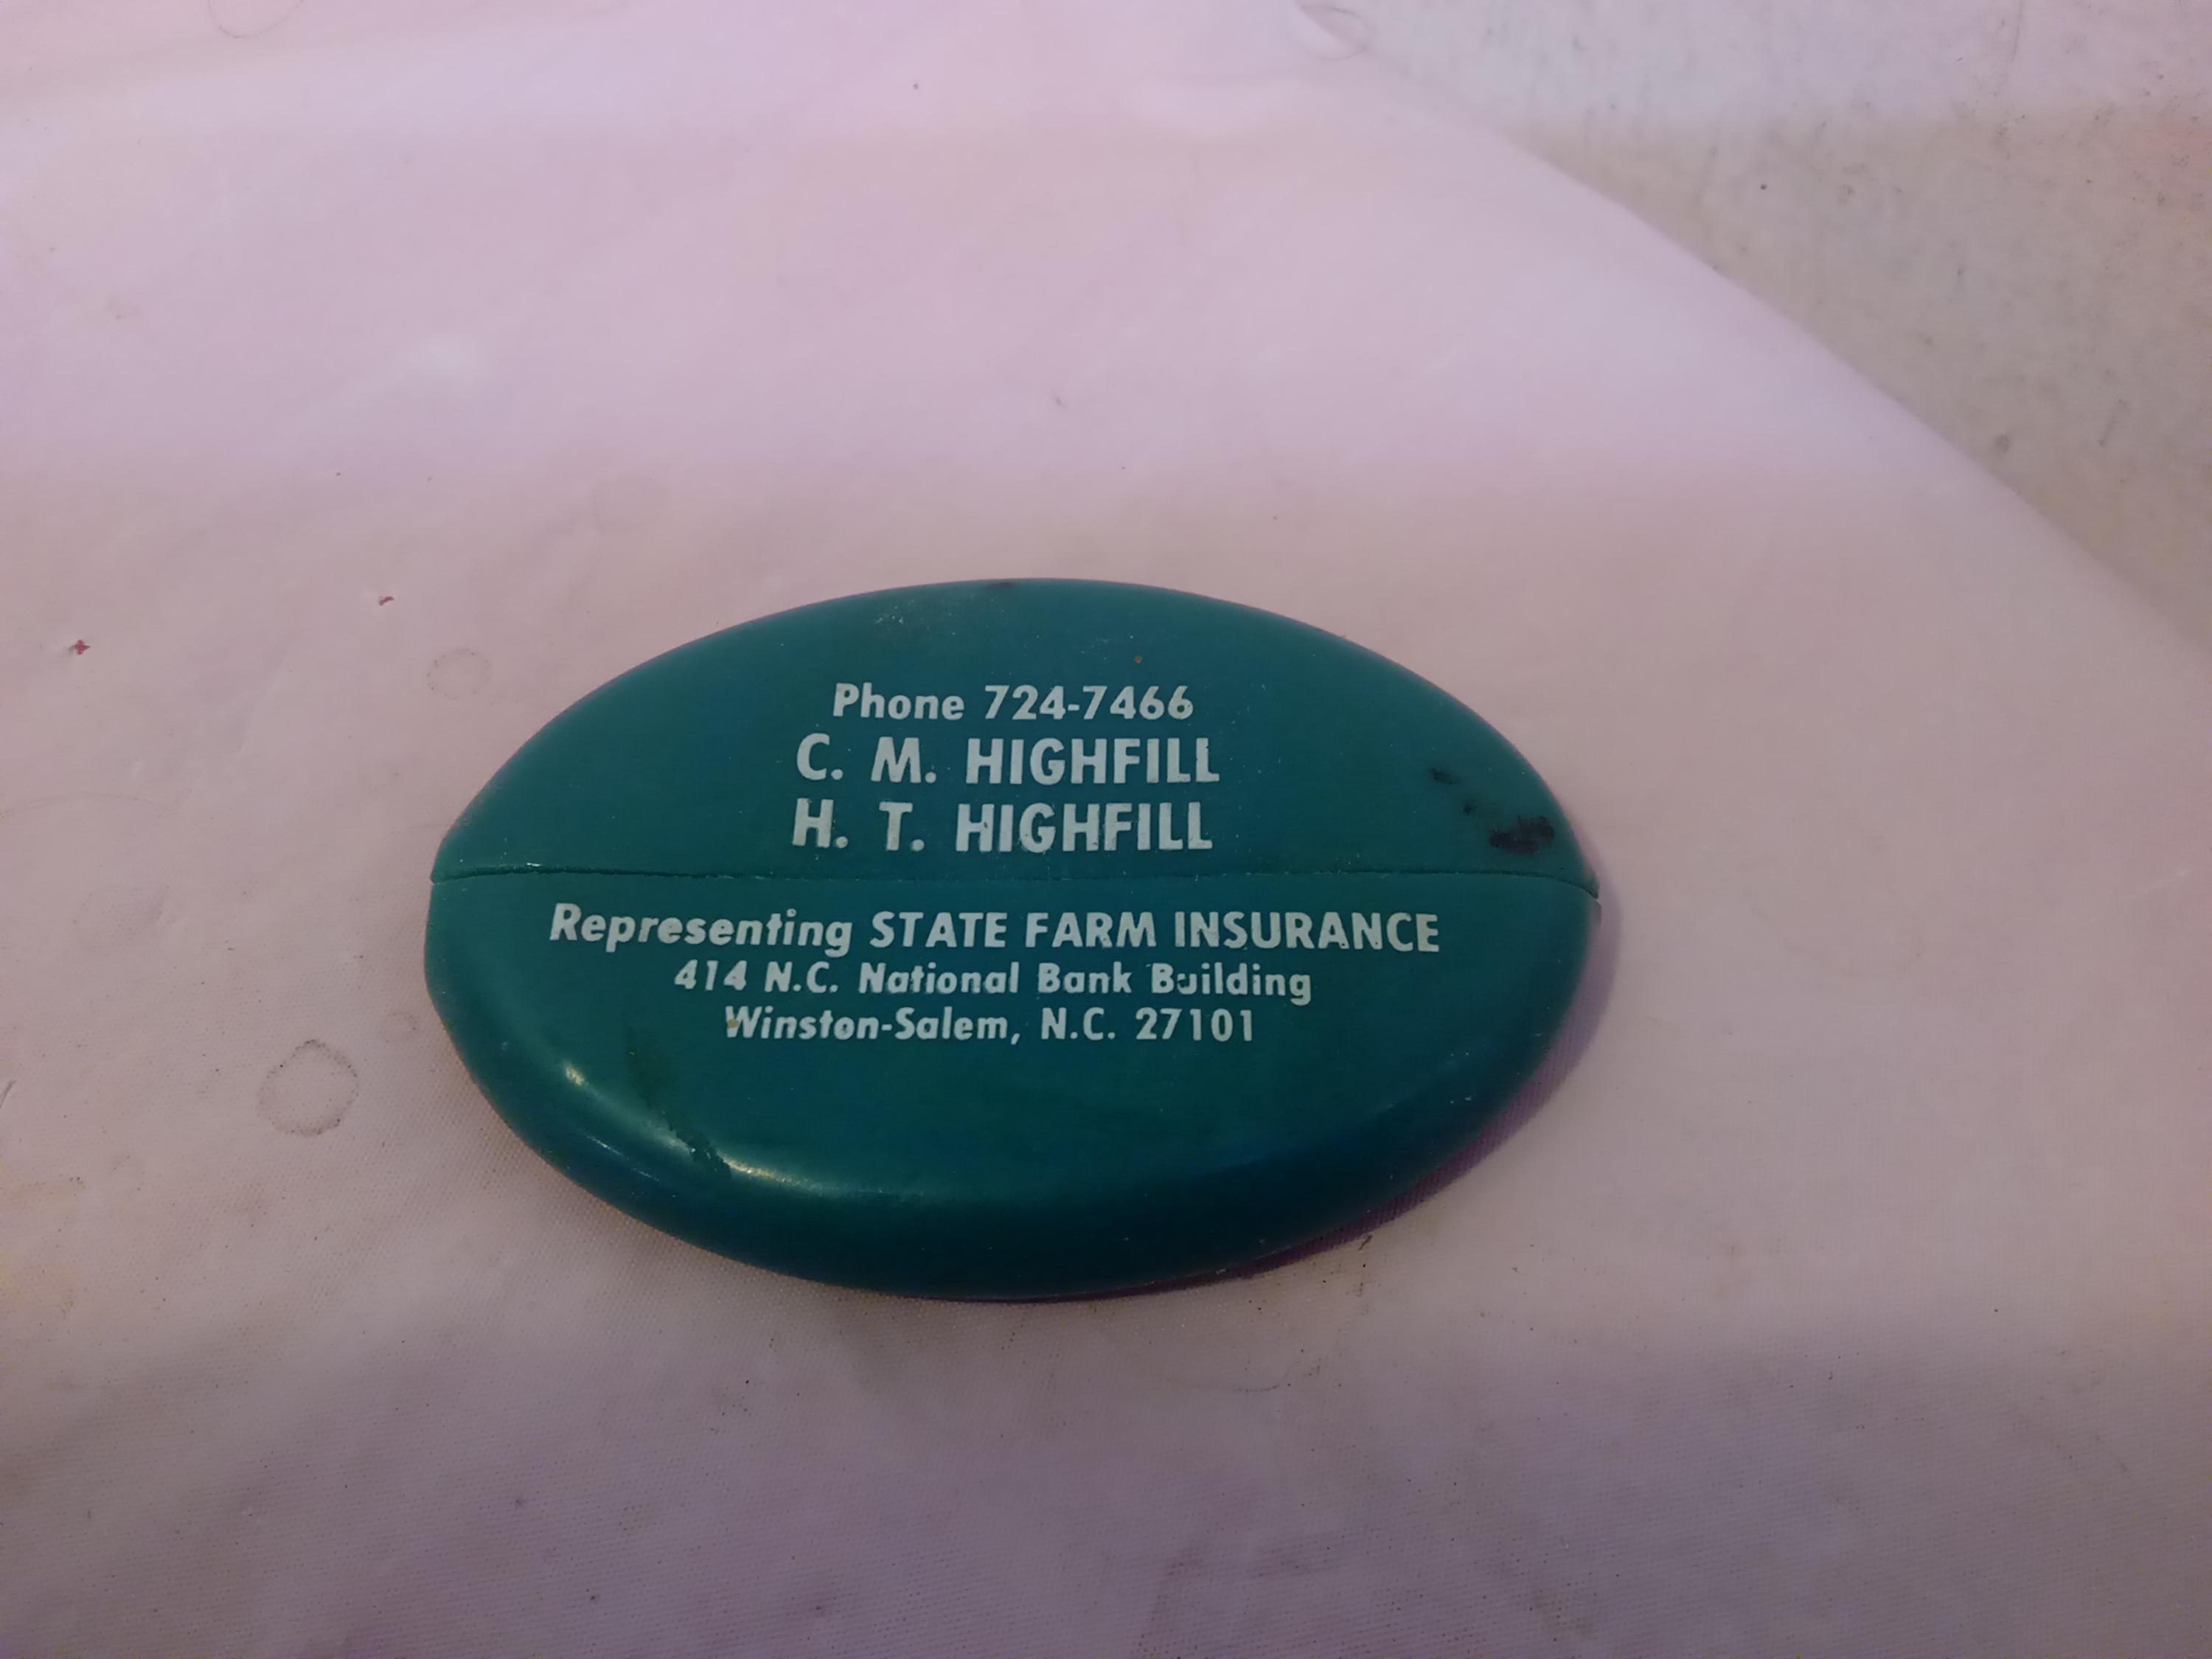 Phone 724-7466
C. M. HIGHFILL
H. T. HIGHFILL
Representing STATE FARM INSURANCE
414 N.C. National Bank Building
Winston-Salem, N.C. 27101